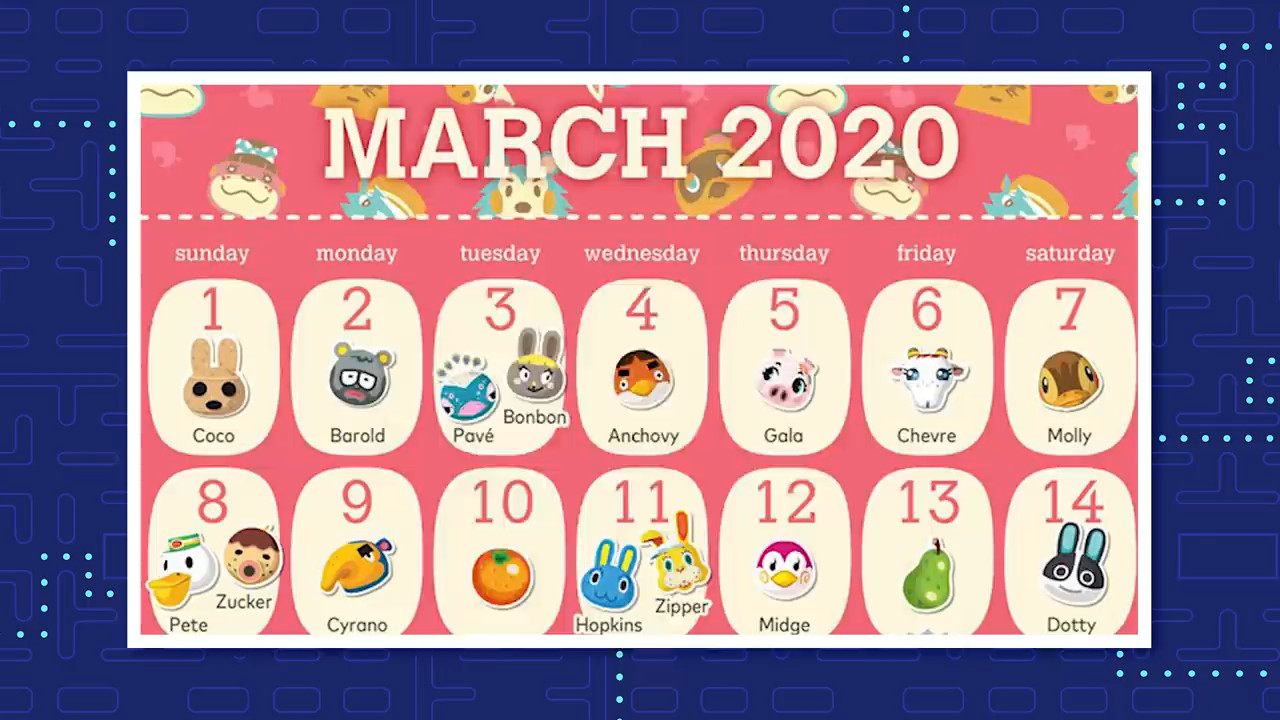 MARCH 2020
sunday monday tuesday wednesday thursday friday saturday
1 2 3 4 5 6 7
Coco Barold Pavé Bonbon Anchovy Gala Chevre Molly
8 9 10 11 12 13 14
Pete Zucker Cyrano Hopkins Zipper Midge Dotty